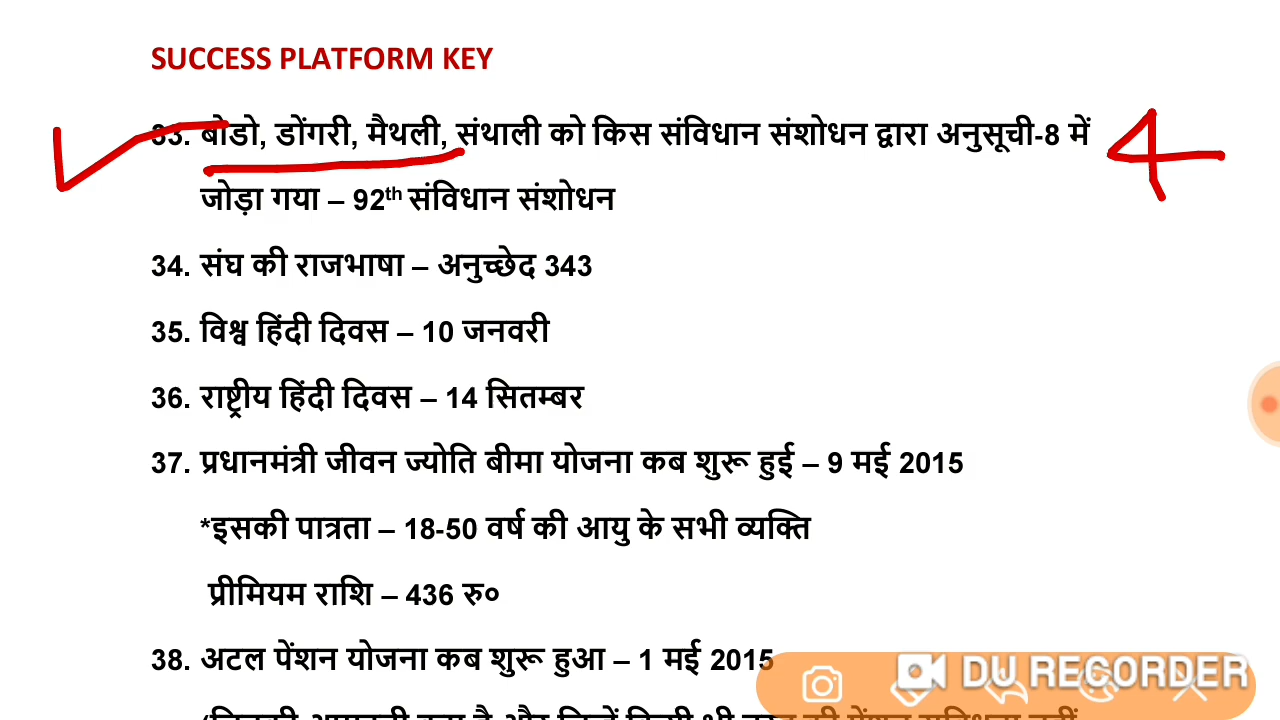 SUCCESS PLATFORM KEY
33. बोडो, डोंगरी, मैथली, संथाली को किस संविधान संशोधन द्वारा अनुसूची-8 में
जोड़ा गया – 92th संविधान संशोधन
4
34. संघ की राजभाषा – अनुच्छेद 343
35. विश्व हिंदी दिवस – 10 जनवरी
36. राष्ट्रीय हिंदी दिवस – 14 सितम्बर
37. प्रधानमंत्री जीवन ज्योति बीमा योजना कब शुरू हुई – 9 मई 2015
*इसकी पात्रता – 18-50 वर्ष की आयु के सभी व्यक्ति
प्रीमियम राशि – 436 रु०
38. अटल पेंशन योजना कब शुरू हुआ – 1 मई 2015
DU RECORDER